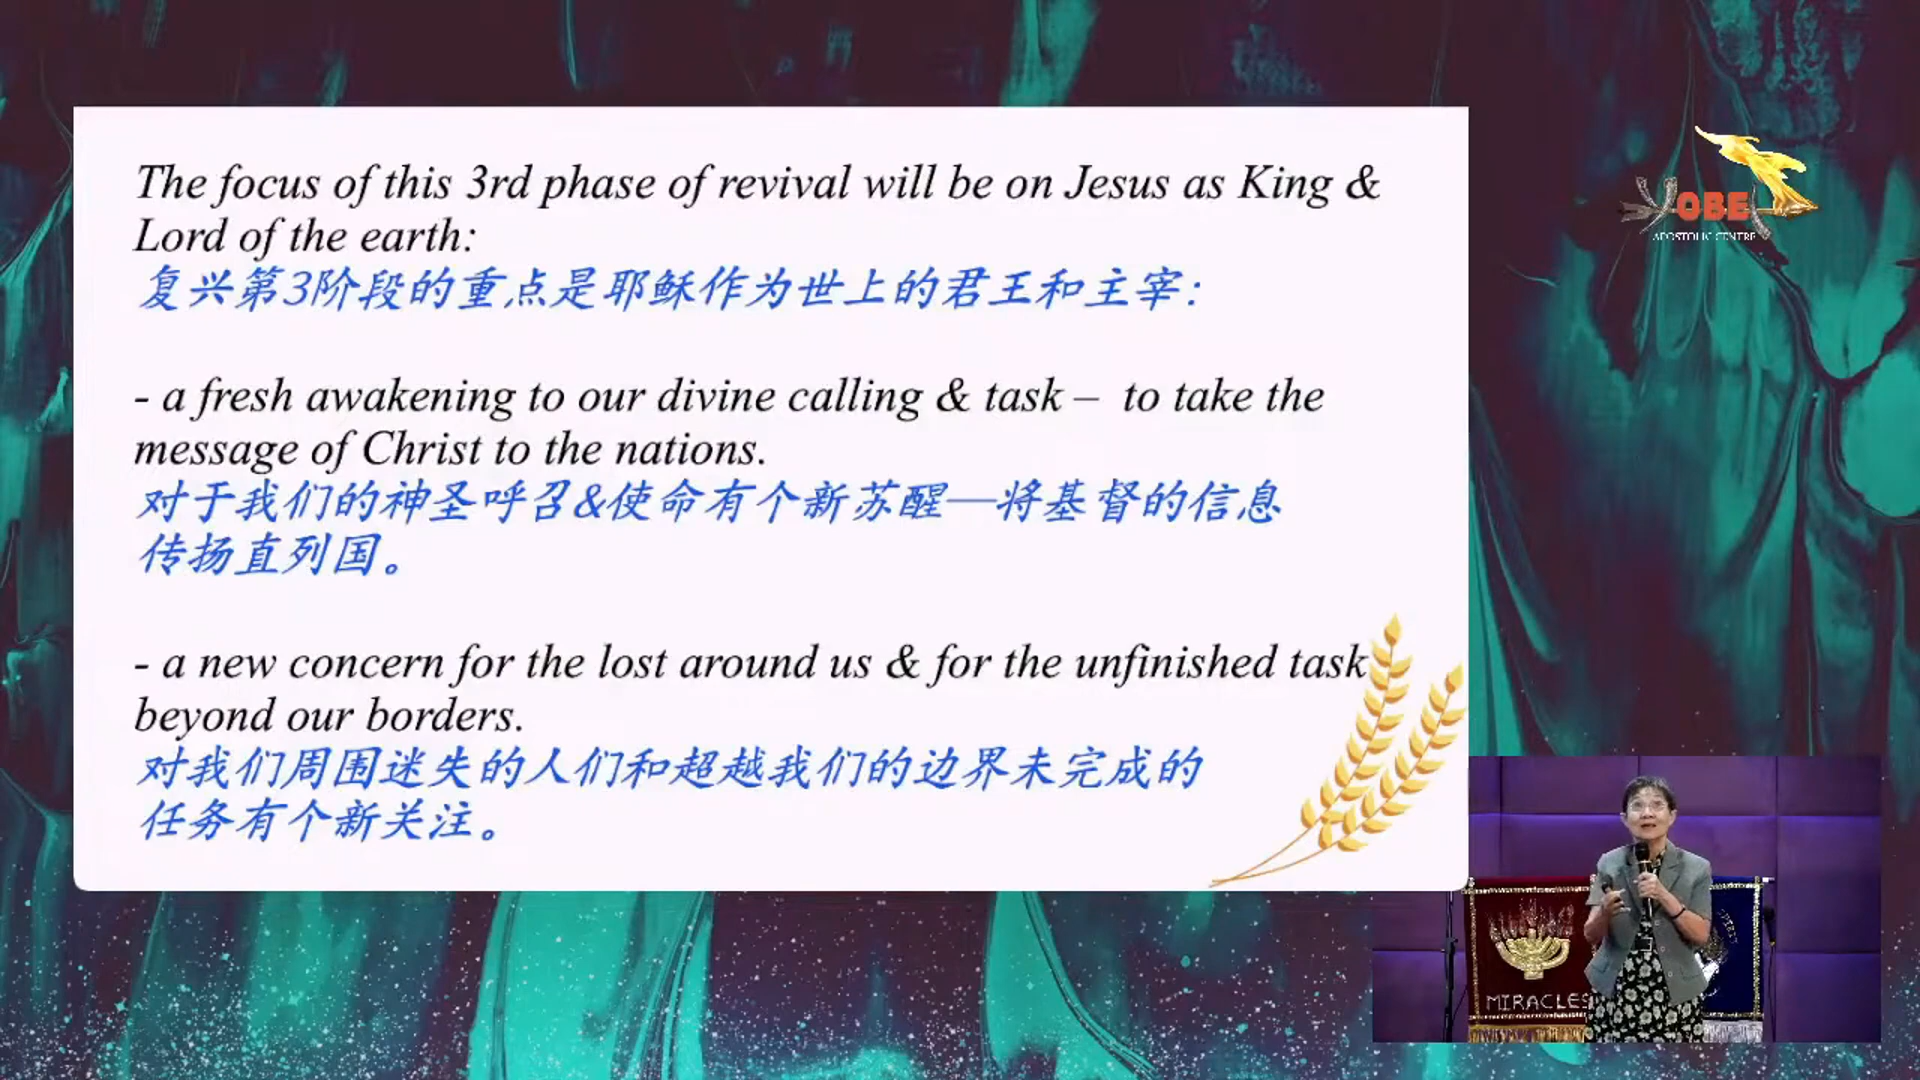 The focus of this 3rd phase of revival will be on Jesus as King &
Lord of the earth:
复兴第3阶段的重点是耶稣作为世上的君王和主宰:
- a fresh awakening to our divine calling & task – to take the
message of Christ to the nations.
对于我们的神圣呼召&使命有个新苏醒—将基督的信息
传扬直列国。
- a new concern for the lost around us & for the unfinished task
beyond our borders.
对我们周围迷失的人们和超越我们的边界未完成的
任务有个新关注。
YOBEL
APOSTOLIC CENTRE
MIRACLES